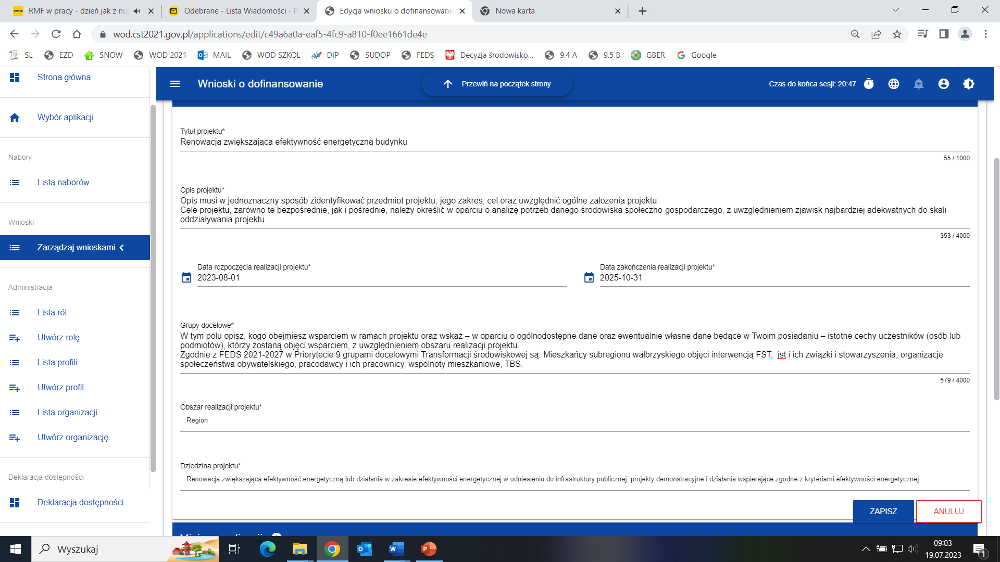 RMF w pracy - dzień jak z nu
Odebrane - Lista Wiadomości - P
Edycja wniosku o dofinansowanie
Nowa karta
wod.cst2021.gov.pl/applications/edit/c49a6a0a-eaf5-4fc9-a810-f0ee1661de4e
SL EZD SNOW WOD 2021 MAIL WOD SZKOL DIP SUDOP FEDS Decyzja środowisko... 9.4 A 9.5 B GBER Google
Strona główna
Wybór aplikacji
Nabory
Lista naborów
Wnioski
Zarządzaj wnioskami
Administracja
Lista ról
Utwórz rolę
Lista profili
Utwórz profil
Lista organizacji
Utwórz organizację
Deklaracja dostępności
Deklaracja dostępności
Wnioski o dofinansowanie
Przewiń na początek strony
Czas do końca sesji: 20:47
Tytuł projektu*
Renowacja zwiększająca efektywność energetyczną budynku
55 / 1000
Opis projektu*
Opis musi w jednoznaczny sposób zidentyfikować przedmiot projektu, jego zakres, cel oraz uwzględnić ogólne założenia projektu.
Cele projektu, zarówno te bezpośrednie, jak i pośrednie, należy określić w oparciu o analizę potrzeb danego środowiska społeczno-gospodarczego, z uwzględnieniem zjawisk najbardziej adekwatnych do skali
oddziaływania projektu.
353 / 4000
Data rozpoczęcia realizacji projektu*
2023-08-01
Data zakończenia realizacji projektu*
2025-10-31
Grupy docelowe*
W tym polu opisz, kogo obejmiesz wsparciem w ramach projektu oraz wskaż – w oparciu o ogólnodostępne dane oraz ewentualnie własne dane będące w Twoim posiadaniu – istotne cechy uczestników (osób lub
podmiotów), którzy zostaną objęci wsparciem, z uwzględnieniem obszaru realizacji projektu.
Zgodnie z FEDS 2021-2027 w Priorytecie 9 grupami docelowymi Transformacji środowiskowej są: Mieszkańcy subregionu wałbrzyskiego objęci interwencją FST, jst i ich związki i stowarzyszenia, organizacje
społeczeństwa obywatelskiego, pracodawcy i ich pracownicy, wspólnoty mieszkaniowe, TBS.
579 / 4000
Obszar realizacji projektu*
Region
Dziedzina projektu*
Renowacja zwiększająca efektywność energetyczną lub działania w zakresie efektywności energetycznej w odniesieniu do infrastruktury publicznej, projekty demonstracyjne i działania wspierające zgodne z kryteriami efektywności energetycznej
ZAPISZ
ANULUJ
Wyszukaj
09:03
19.07.2023
1